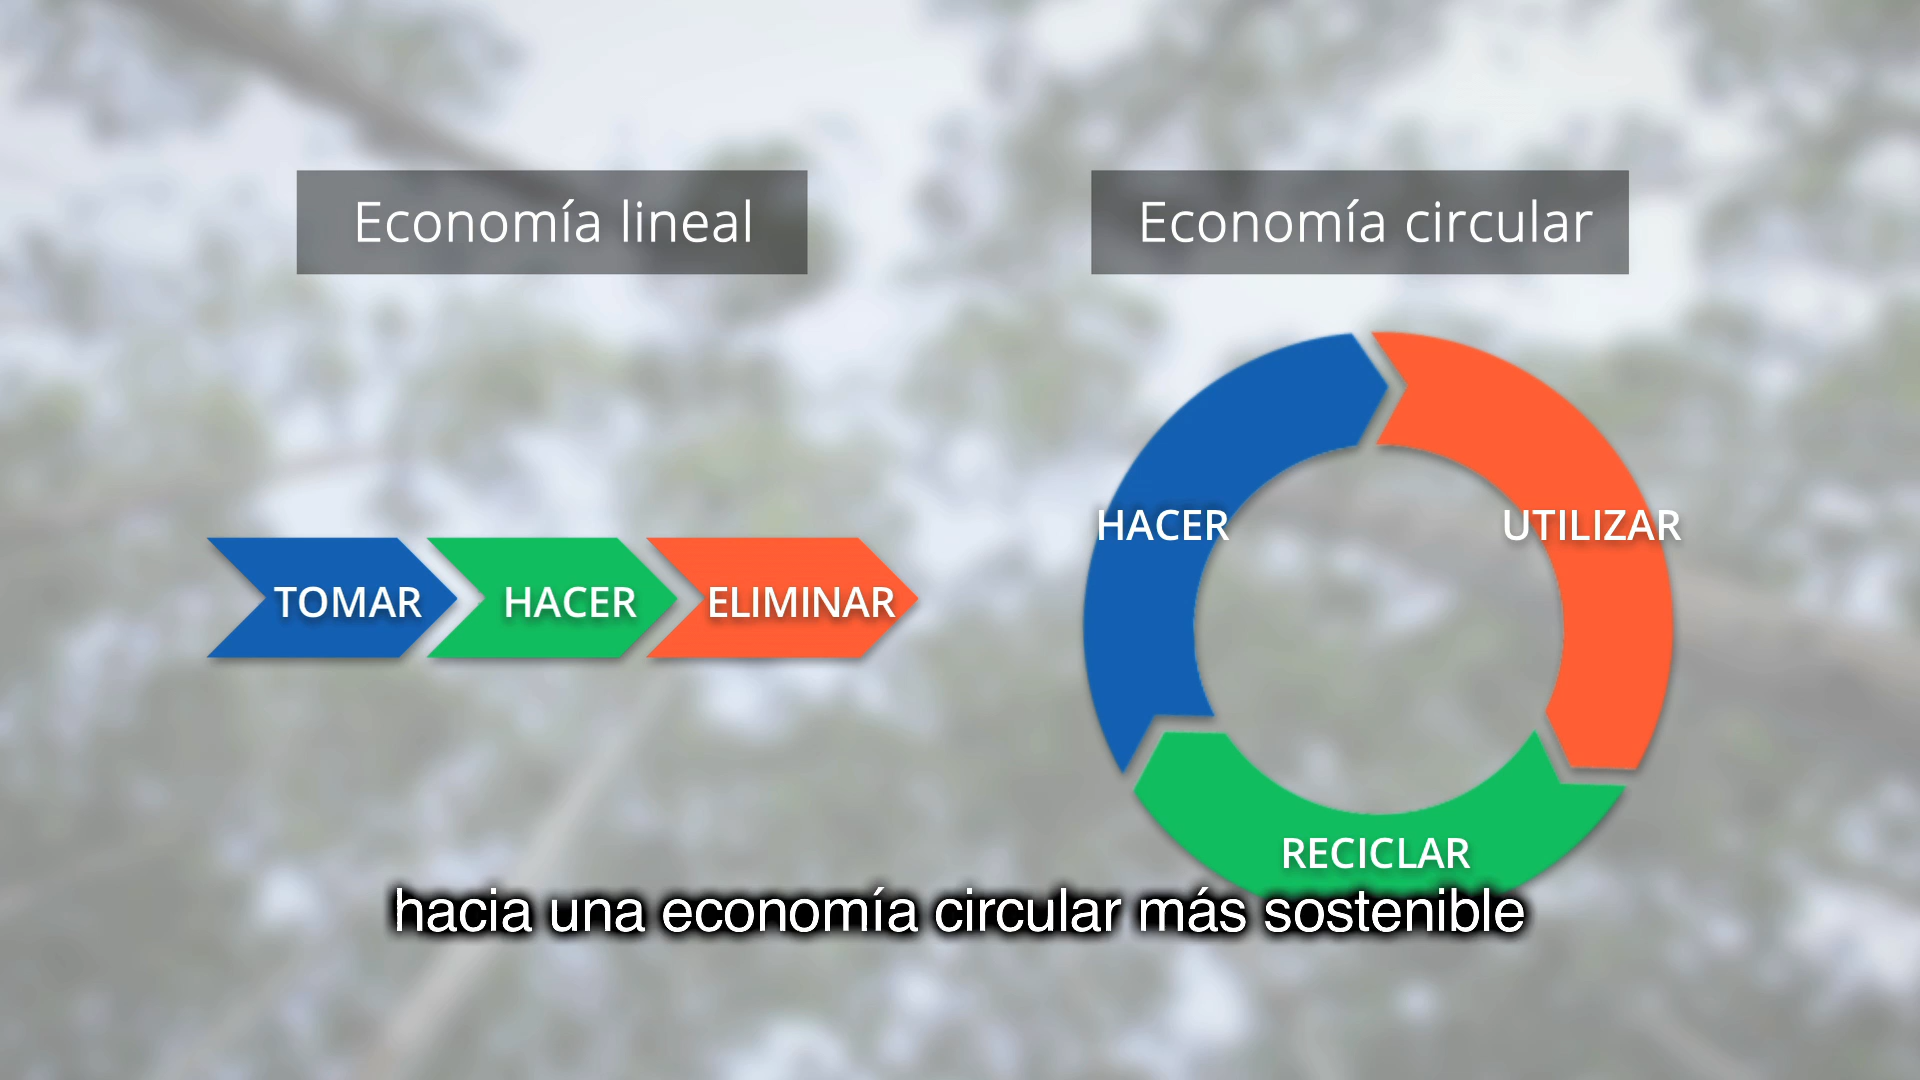 Economía lineal
Economía circular
TOMAR
HACER
ELIMINAR
HACER
UTILIZAR
RECICLAR
hacia una economía circular más sostenible